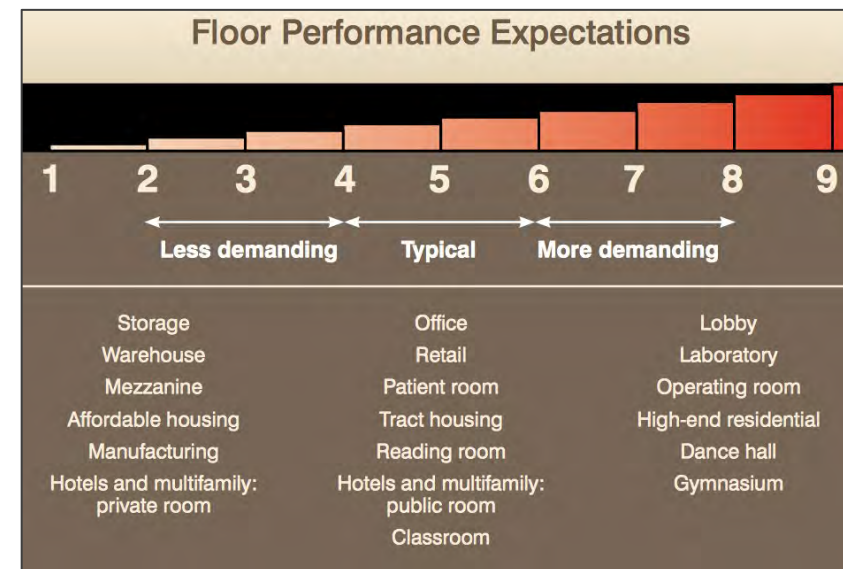 Floor Performance Expectations
1 2 3 4 5 6 7 8 9
Less demanding Typical More demanding
Storage
Warehouse
Mezzanine
Affordable housing
Manufacturing
Hotels and multifamily:
private room
Office
Retail
Patient room
Tract housing
Reading room
Hotels and multifamily:
public room
Classroom
Lobby
Laboratory
Operating room
High-end residential
Dance hall
Gymnasium